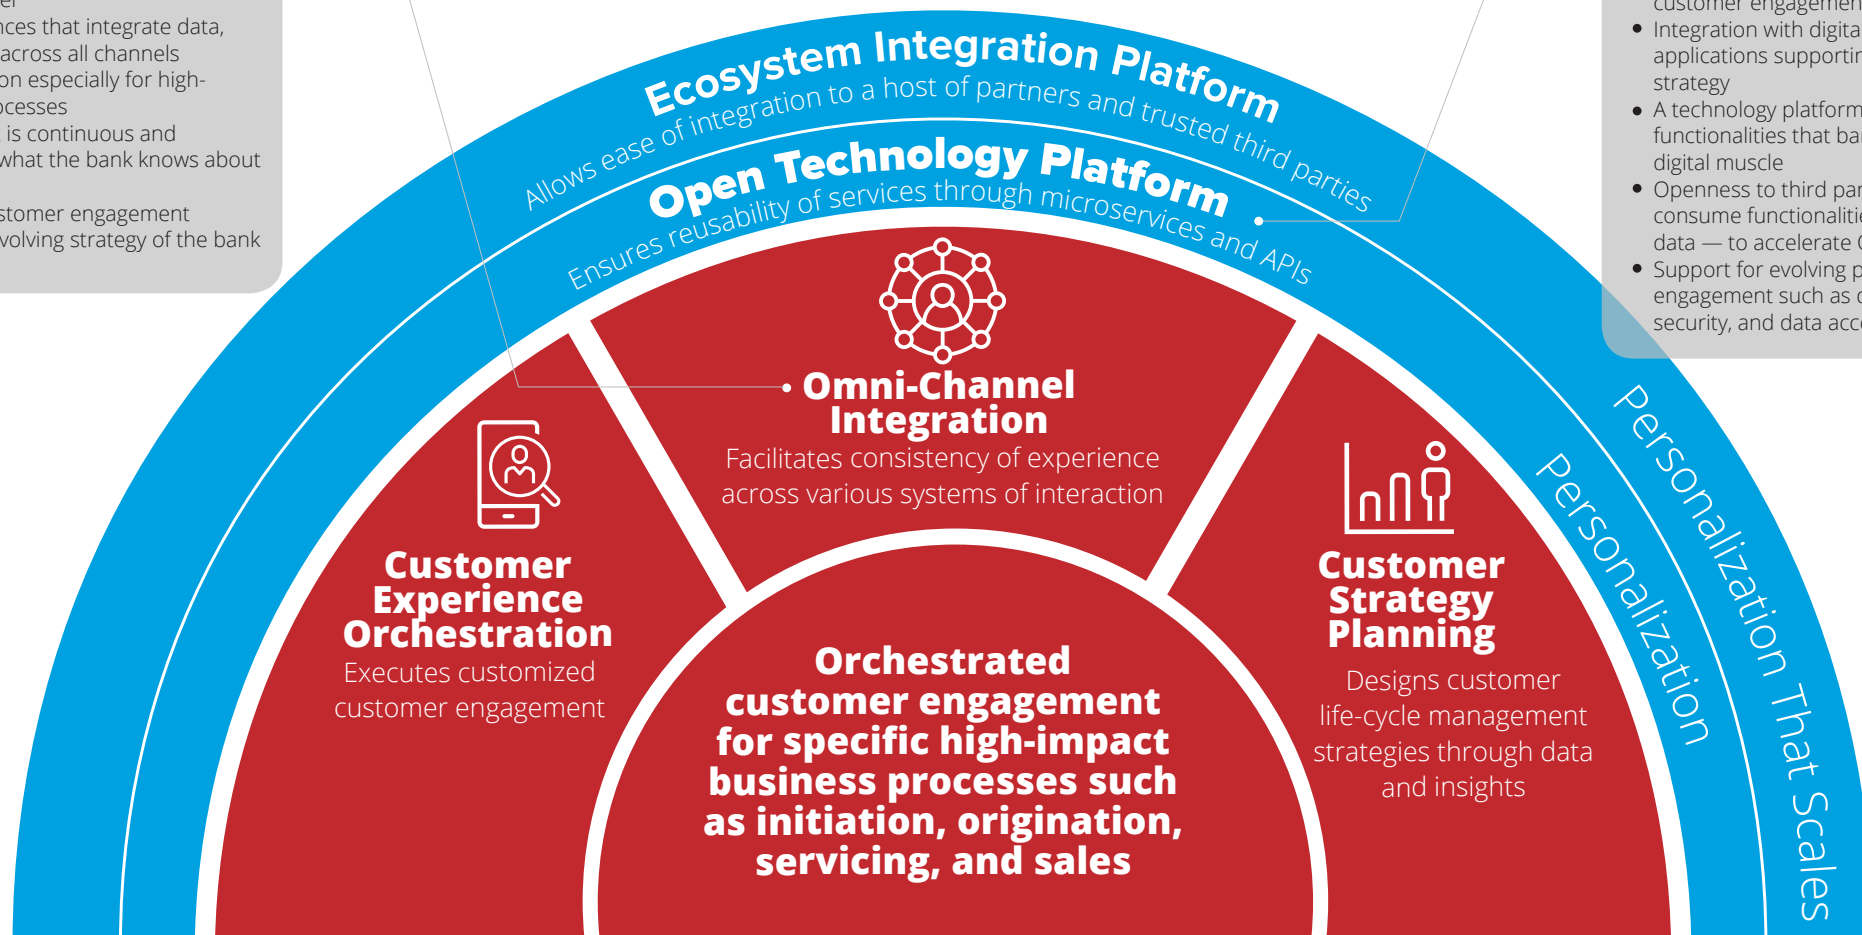 nces that integrate data,
across all channels
on especially for high-
ocesses
is continuous and
what the bank knows about
stomer engagement
volving strategy of the bank
Ecosystem Integration Platform
Allows ease of integration to a host of partners and trusted third parties
Open Technology Platform
Ensures reusability of services through microservices and APIs
customer engagemen
• Integration with digita
applications supportin
strategy
• A technology platform
functionalities that ba
digital muscle
• Openness to third par
consume functionalitie
data — to accelerate
• Support for evolving p
engagement such as
security, and data acc
Omni-Channel
Integration
Facilitates consistency of experience
across various systems of interaction
Customer
Experience
Orchestration
Executes customized
customer engagement
Customer
Strategy
Planning
Designs customer
life-cycle management
strategies through data
and insights
Personalization
Personalization That Scales
Orchestrated
customer engagement
for specific high-impact
business processes such
as initiation, origination,
servicing, and sales